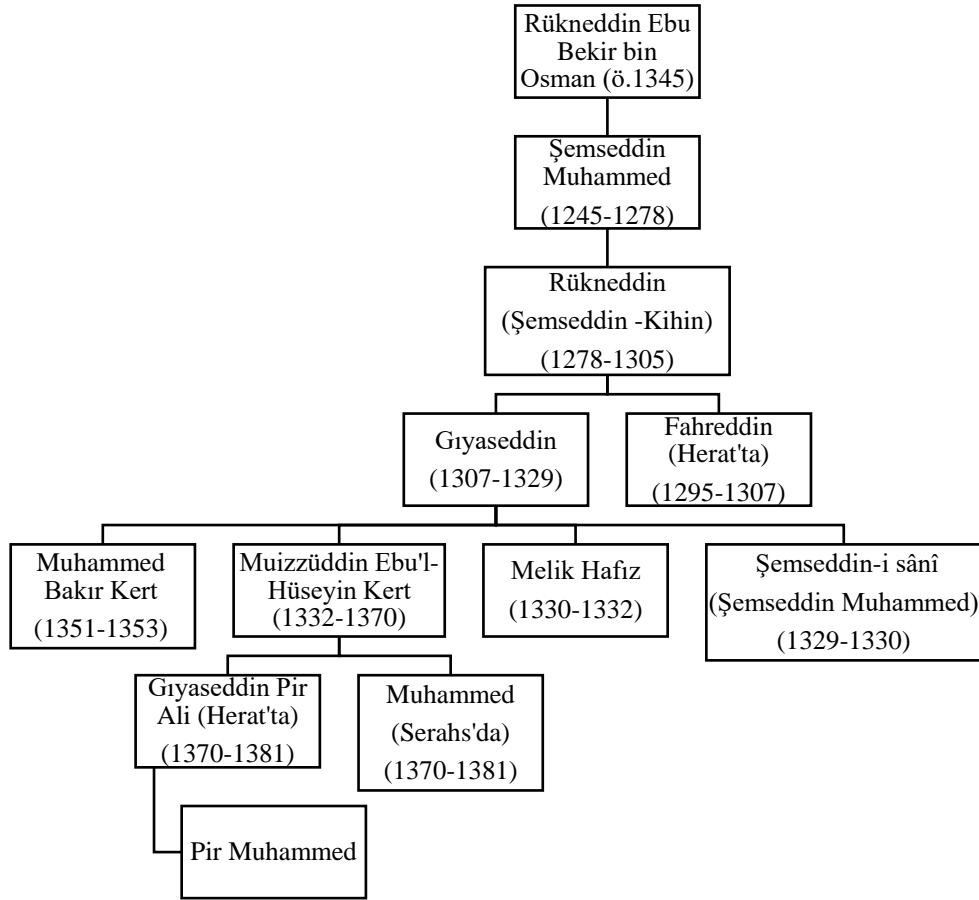 Rükneddin Ebu
Bekir bin
Osman (ö.1345)
Şemseddin
Muhammed
(1245-1278)
Rükneddin
(Şemseddin -Kihin)
(1278-1305)
Gıyaseddin
(1307-1329)
Fahreddin
(Herat'ta)
(1295-1307)
Muhammed
Bakır Kert
(1351-1353)
Muizzüddin Ebu'l-
Hüseyin Kert
(1332-1370)
Melik Hafız
(1330-1332)
Şemseddin-i sânî
(Şemseddin Muhammed)
(1329-1330)
Gıyaseddin Pir
Ali (Herat'ta)
(1370-1381)
Muhammed
(Serahs'da)
(1370-1381)
Pir Muhammed